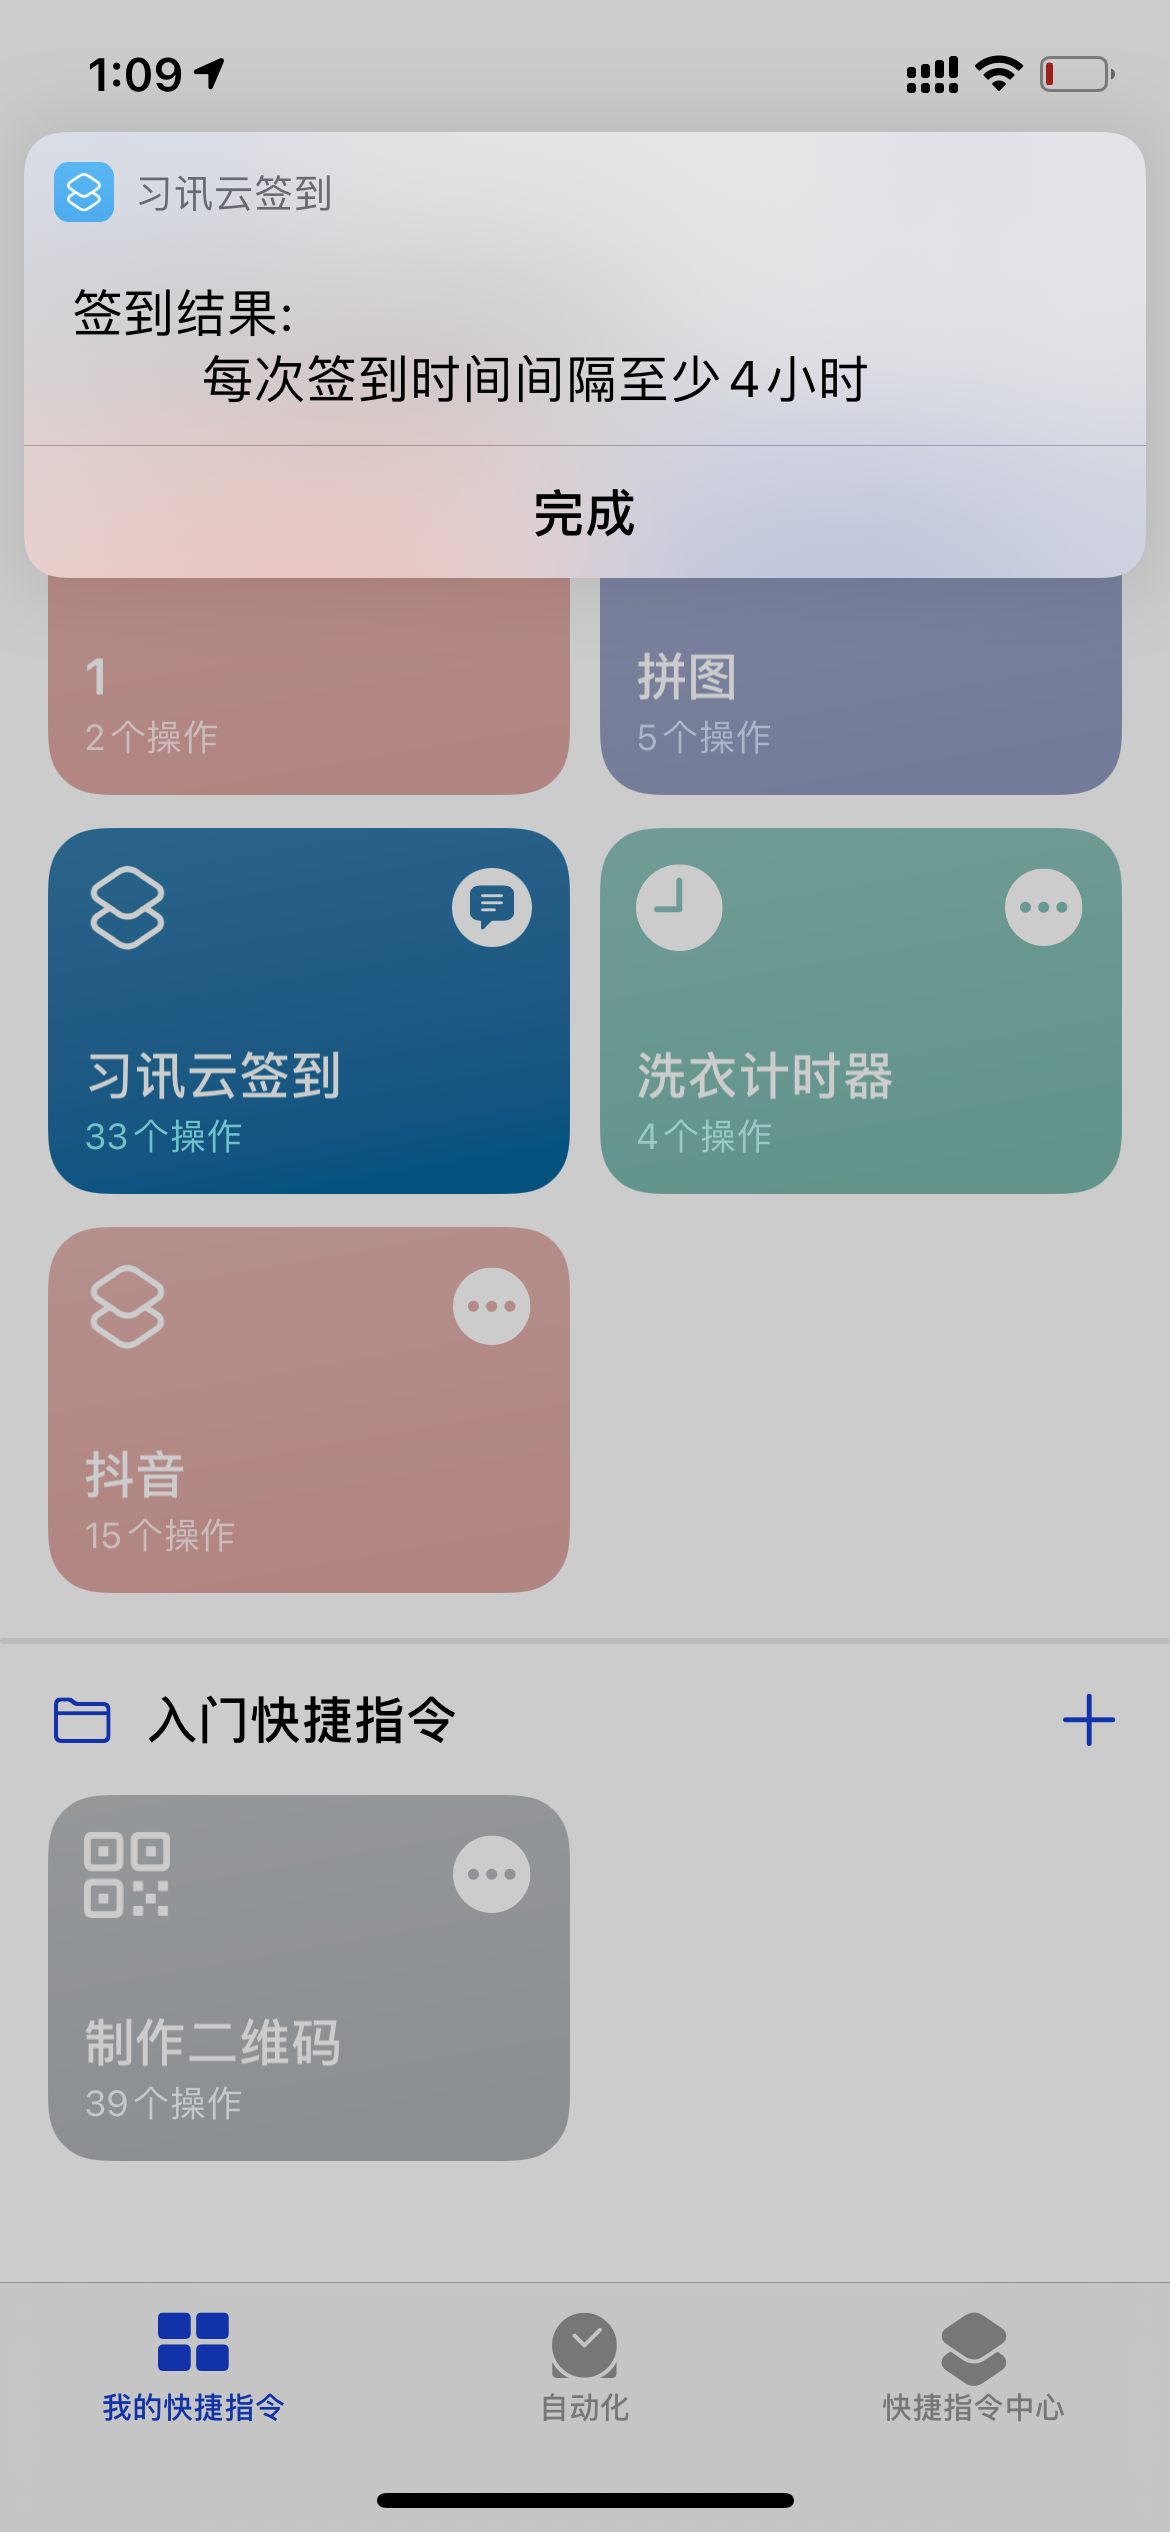 1:09
习讯云签到
签到结果:
每次签到时间间隔至少4小时
完成
1
2个操作
拼图
5个操作
习讯云签到
33个操作
洗衣计时器
4个操作
抖音
15个操作
入门快捷指令
制作二维码
39个操作
我的快捷指令
自动化
快捷指令中心